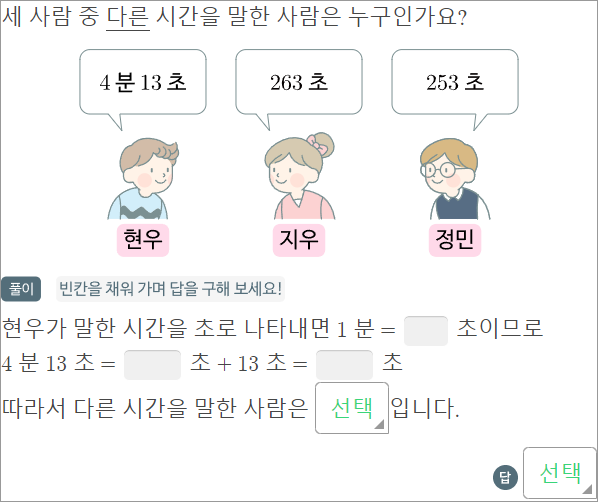 세 사람 중 다른 시간을 말한 사람은 누구인가요?
4 분 13 초
263 초
253 초
현우
지우
정민
풀이 빈칸을 채워 가며 답을 구해 보세요!
현우가 말한 시간을 초로 나타내면 1 분 = 초이므로
4 분 13 초 = 초 + 13 초 = 초
따라서 다른 시간을 말한 사람은 선택 입니다.
답 선택